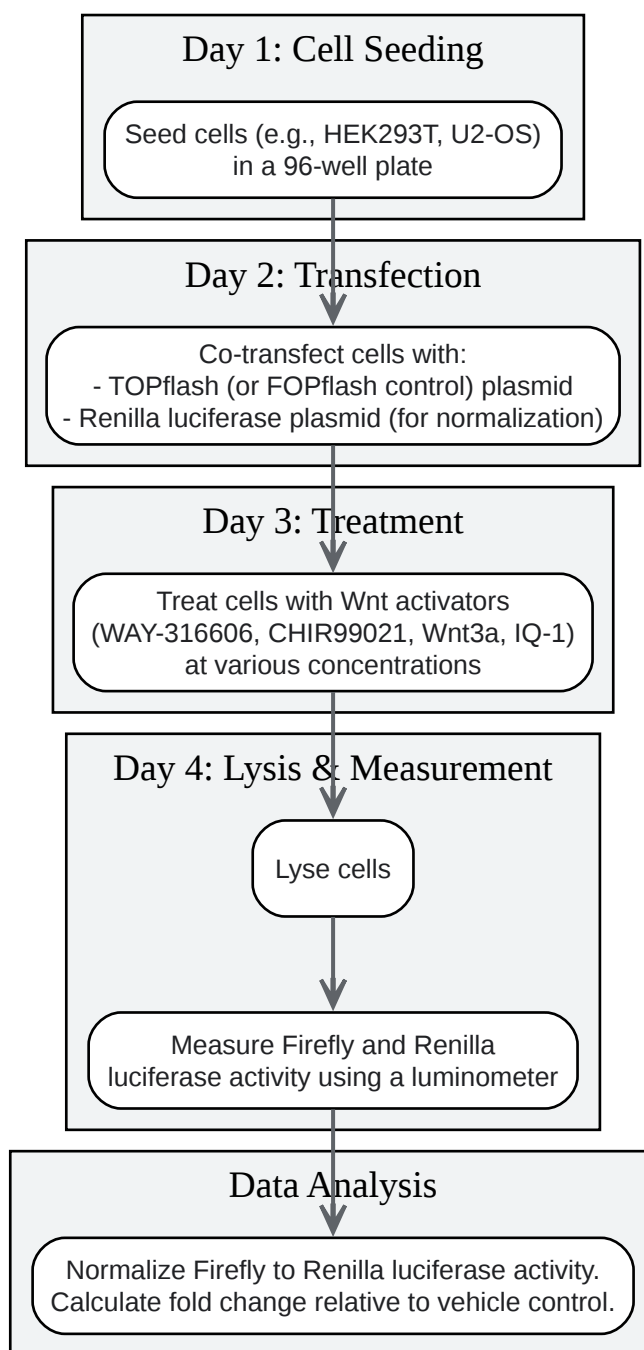 Day 1: Cell Seeding
Seed cells (e.g., HEK293T, U2-OS)
in a 96-well plate
Day 2: Transfection
Co-transfect cells with:
- TOPflash (or FOPflash control) plasmid
- Renilla luciferase plasmid (for normalization)
Day 3: Treatment
Treat cells with Wnt activators
(WAY-316606, CHIR99021, Wnt3a, IQ-1)
at various concentrations
Day 4: Lysis & Measurement
Lyse cells
Measure Firefly and Renilla
luciferase activity using a luminometer
Data Analysis
Normalize Firefly to Renilla luciferase activity.
Calculate fold change relative to vehicle control.